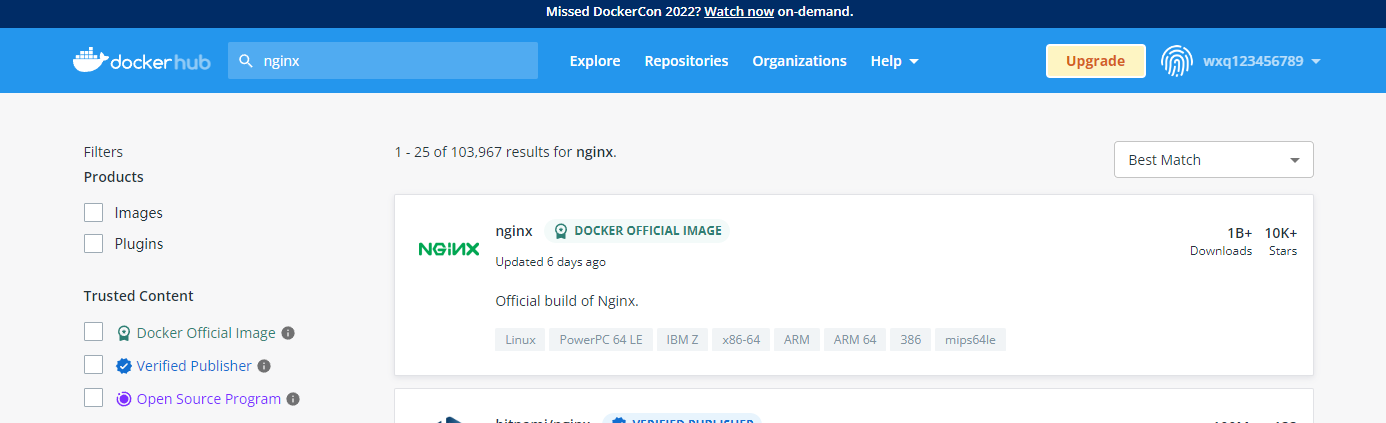 Missed DockerCon 2022? Watch now on-demand.
dockerhub
nginx
Explore
Repositories
Organizations
Help
Upgrade
wxq123456789
Filters
Products
Images
Plugins
Trusted Content
Docker Official Image
Verified Publisher
Open Source Program
1 - 25 of 103,967 results for nginx.
Best Match
NGINX
nginx
DOCKER OFFICIAL IMAGE
Updated 6 days ago
1B+
Downloads
10K+
Stars
Official build of Nginx.
Linux
PowerPC 64 LE
IBM Z
x86-64
ARM
ARM 64
386
mips64le
bitnami/nginx
VERIFIED PUBLISHER